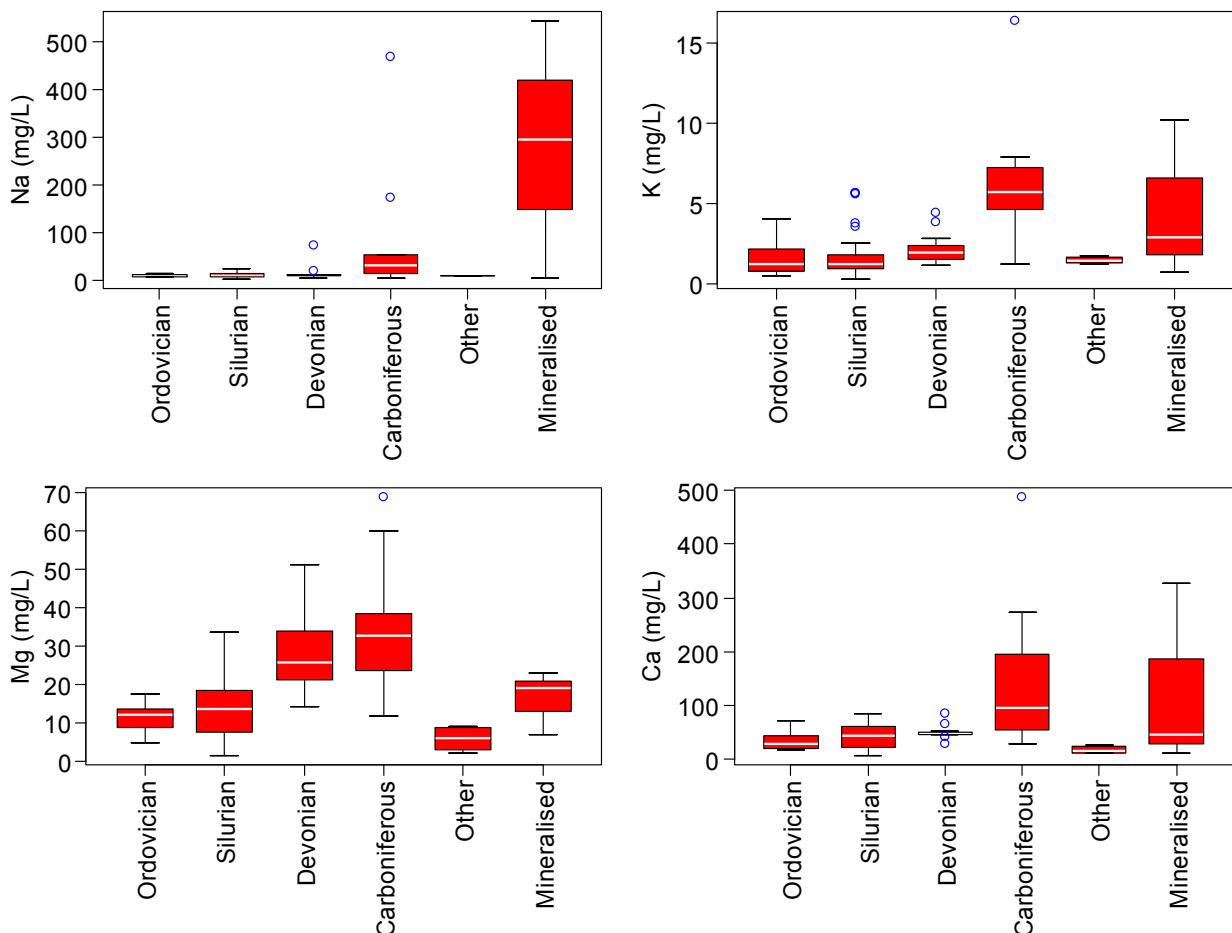 Na (mg/L)
500
400
300
200
100
0
Ordovician
Silurian
Devonian
Carboniferous
Other
Mineralised
K (mg/L)
15
10
5
0
Ordovician
Silurian
Devonian
Carboniferous
Other
Mineralised
Mg (mg/L)
70
60
50
40
30
20
10
0
Ordovician
Silurian
Devonian
Carboniferous
Other
Mineralised
Ca (mg/L)
500
400
300
200
100
0
Ordovician
Silurian
Devonian
Carboniferous
Other
Mineralised